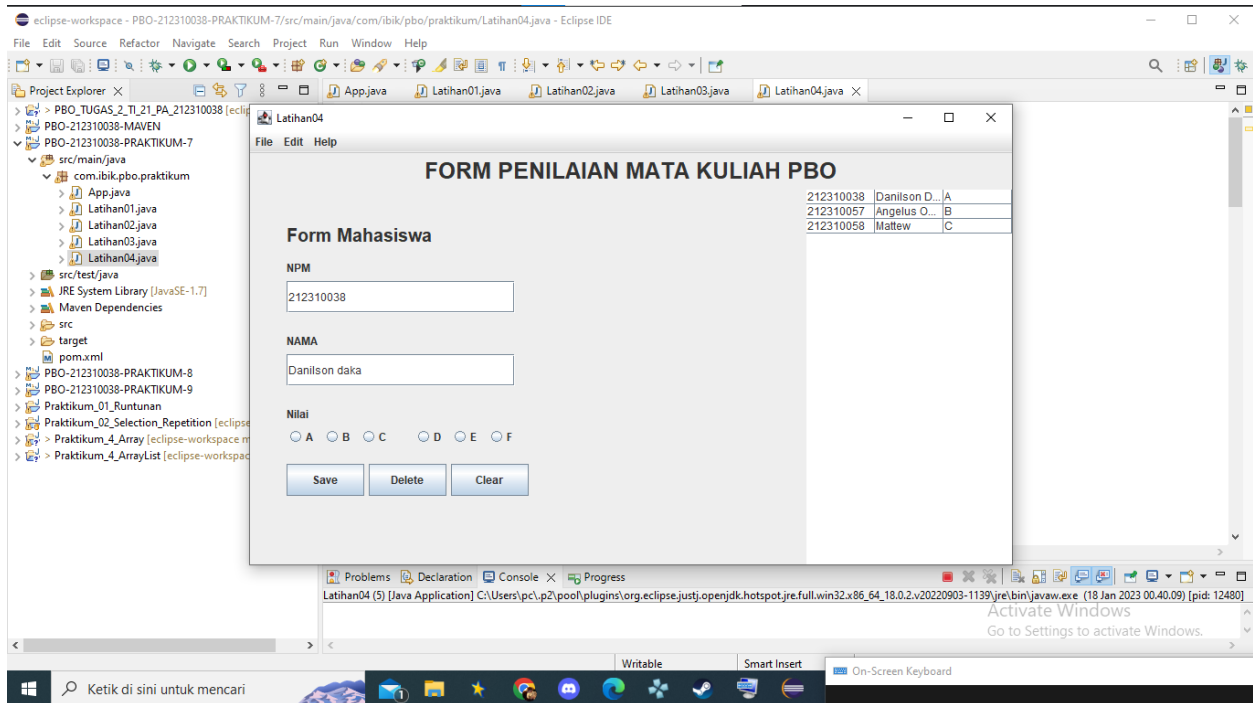 eclipse-workspace - PBO-212310038-PRAKTIKUM-7/src/main/java/com/ibik/pbo/praktikum/Latihan04.java - Eclipse IDE
File Edit Source Refactor Navigate Search Project Run Window Help
Project Explorer
App.java Latihan01.java Latihan02.java Latihan03.java Latihan04.java
> PBO_TUGAS_2_TI_21_PA_212310038 [eclip
PBO-212310038-MAVEN
PBO-212310038-PRAKTIKUM-7
src/main/java
com.ibik.pbo.praktikum
App.java
Latihan01.java
Latihan02.java
Latihan03.java
Latihan04.java
src/test/java
JRE System Library [JavaSE-1.7]
Maven Dependencies
src
target
pom.xml
PBO-212310038-PRAKTIKUM-8
PBO-212310038-PRAKTIKUM-9
Praktikum_01_Runtunan
Praktikum_02_Selection_Repetition [eclipse
> Praktikum_4_Array [eclipse-workspace m
> Praktikum_4_ArrayList [eclipse-workspac
Latihan04
File Edit Help
FORM PENILAIAN MATA KULIAH PBO
212310038 Danilson D... A
212310057 Angelus O... B
212310058 Mattew C
Form Mahasiswa
NPM
212310038
NAMA
Danilson daka
Nilai
A B C D E F
Save Delete Clear
Problems Declaration Console Progress
Latihan04 (5) [Java Application] C:\Users\pc\.p2\pool\plugins\org.eclipse.justj.openjdk.hotspot.jre.full.win32.x86_64_18.0.2.v20220903-1139\jre\bin\javaw.exe (18 Jan 2023 00.40.09) [pid: 12480]
Activate Windows
Go to Settings to activate Windows.
Writable Smart Insert
On-Screen Keyboard
Ketik di sini untuk mencari